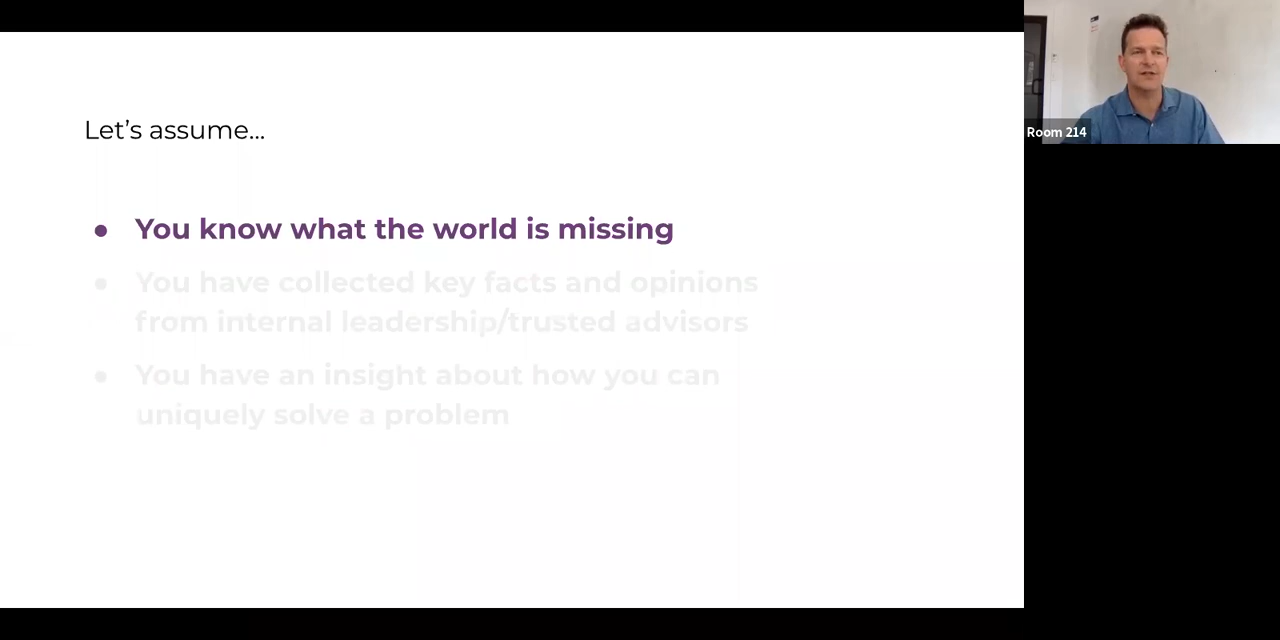 Let’s assume...
● You know what the world is missing
● You have collected key facts and opinions
from internal leadership/trusted advisors
● You have an insight about how you can
uniquely solve a problem
Room 214